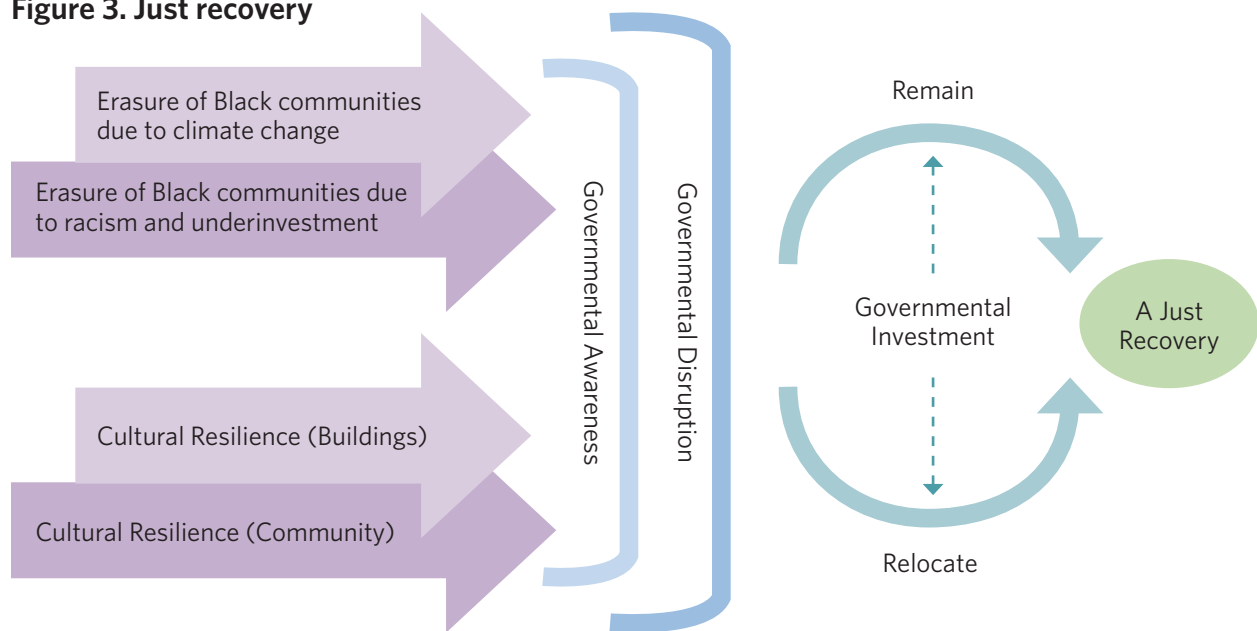 Figure 3. Just recovery
Erasure of Black communities
due to climate change
Erasure of Black communities due
to racism and underinvestment
Cultural Resilience (Buildings)
Cultural Resilience (Community)
Governmental Awareness
Governmental Disruption
Remain
Governmental
Investment
Relocate
A Just
Recovery